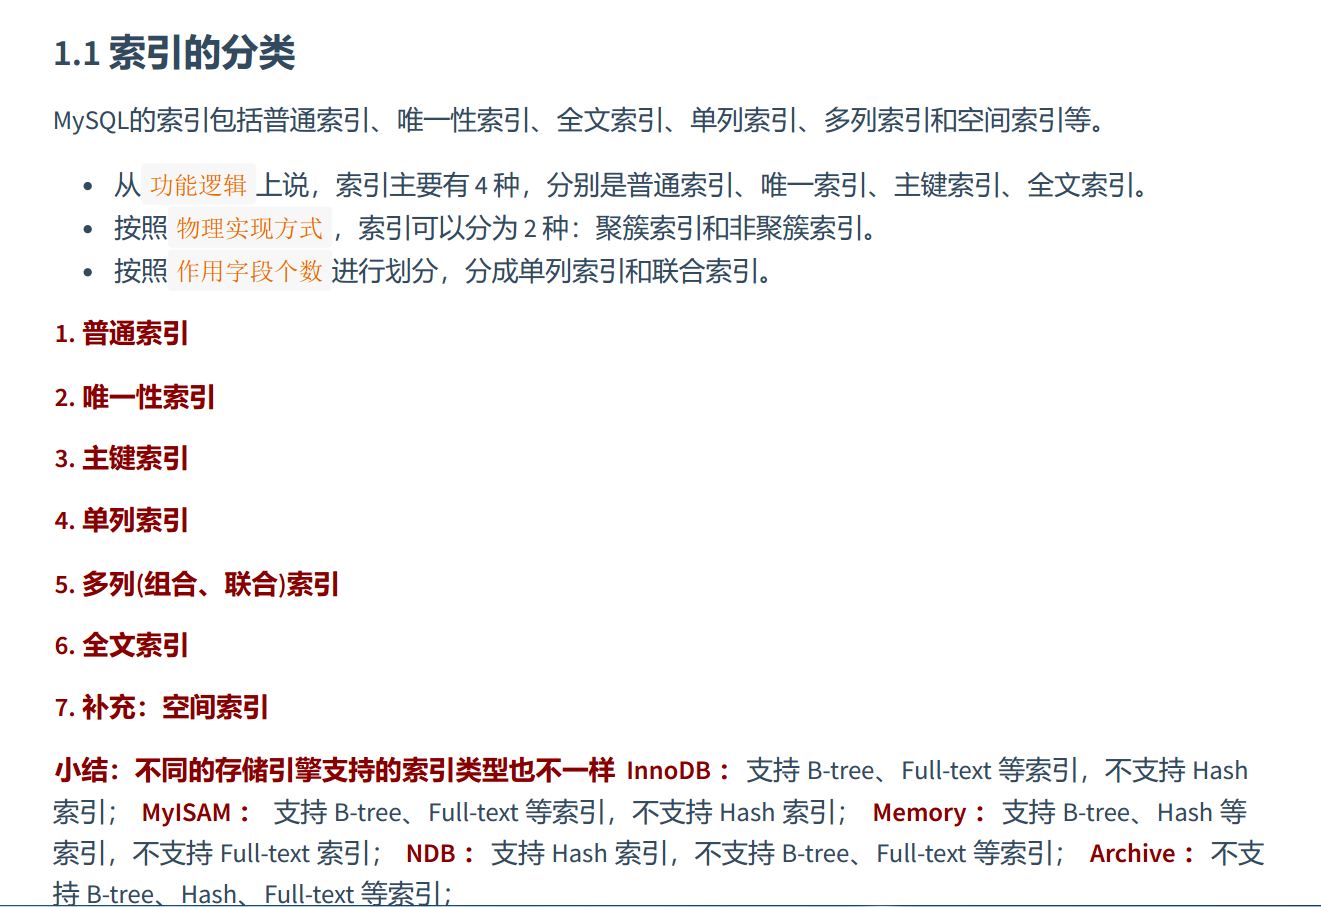 1.1 索引的分类
MySQL的索引包括普通索引、唯一性索引、全文索引、单列索引、多列索引和空间索引等。
• 从 功能逻辑 上说，索引主要有 4 种，分别是普通索引、唯一索引、主键索引、全文索引。
• 按照 物理实现方式 ，索引可以分为 2 种：聚簇索引和非聚簇索引。
• 按照 作用字段个数 进行划分，分成单列索引和联合索引。
1. 普通索引
2. 唯一性索引
3. 主键索引
4. 单列索引
5. 多列(组合、联合)索引
6. 全文索引
7. 补充：空间索引
小结：不同的存储引擎支持的索引类型也不一样 InnoDB ： 支持 B-tree、Full-text 等索引，不支持 Hash
索引； MyISAM ： 支持 B-tree、Full-text 等索引，不支持 Hash 索引； Memory ： 支持 B-tree、Hash 等
索引，不支持 Full-text 索引； NDB ： 支持 Hash 索引，不支持 B-tree、Full-text 等索引； Archive ： 不支
持 B-tree、Hash、Full-text 等索引；